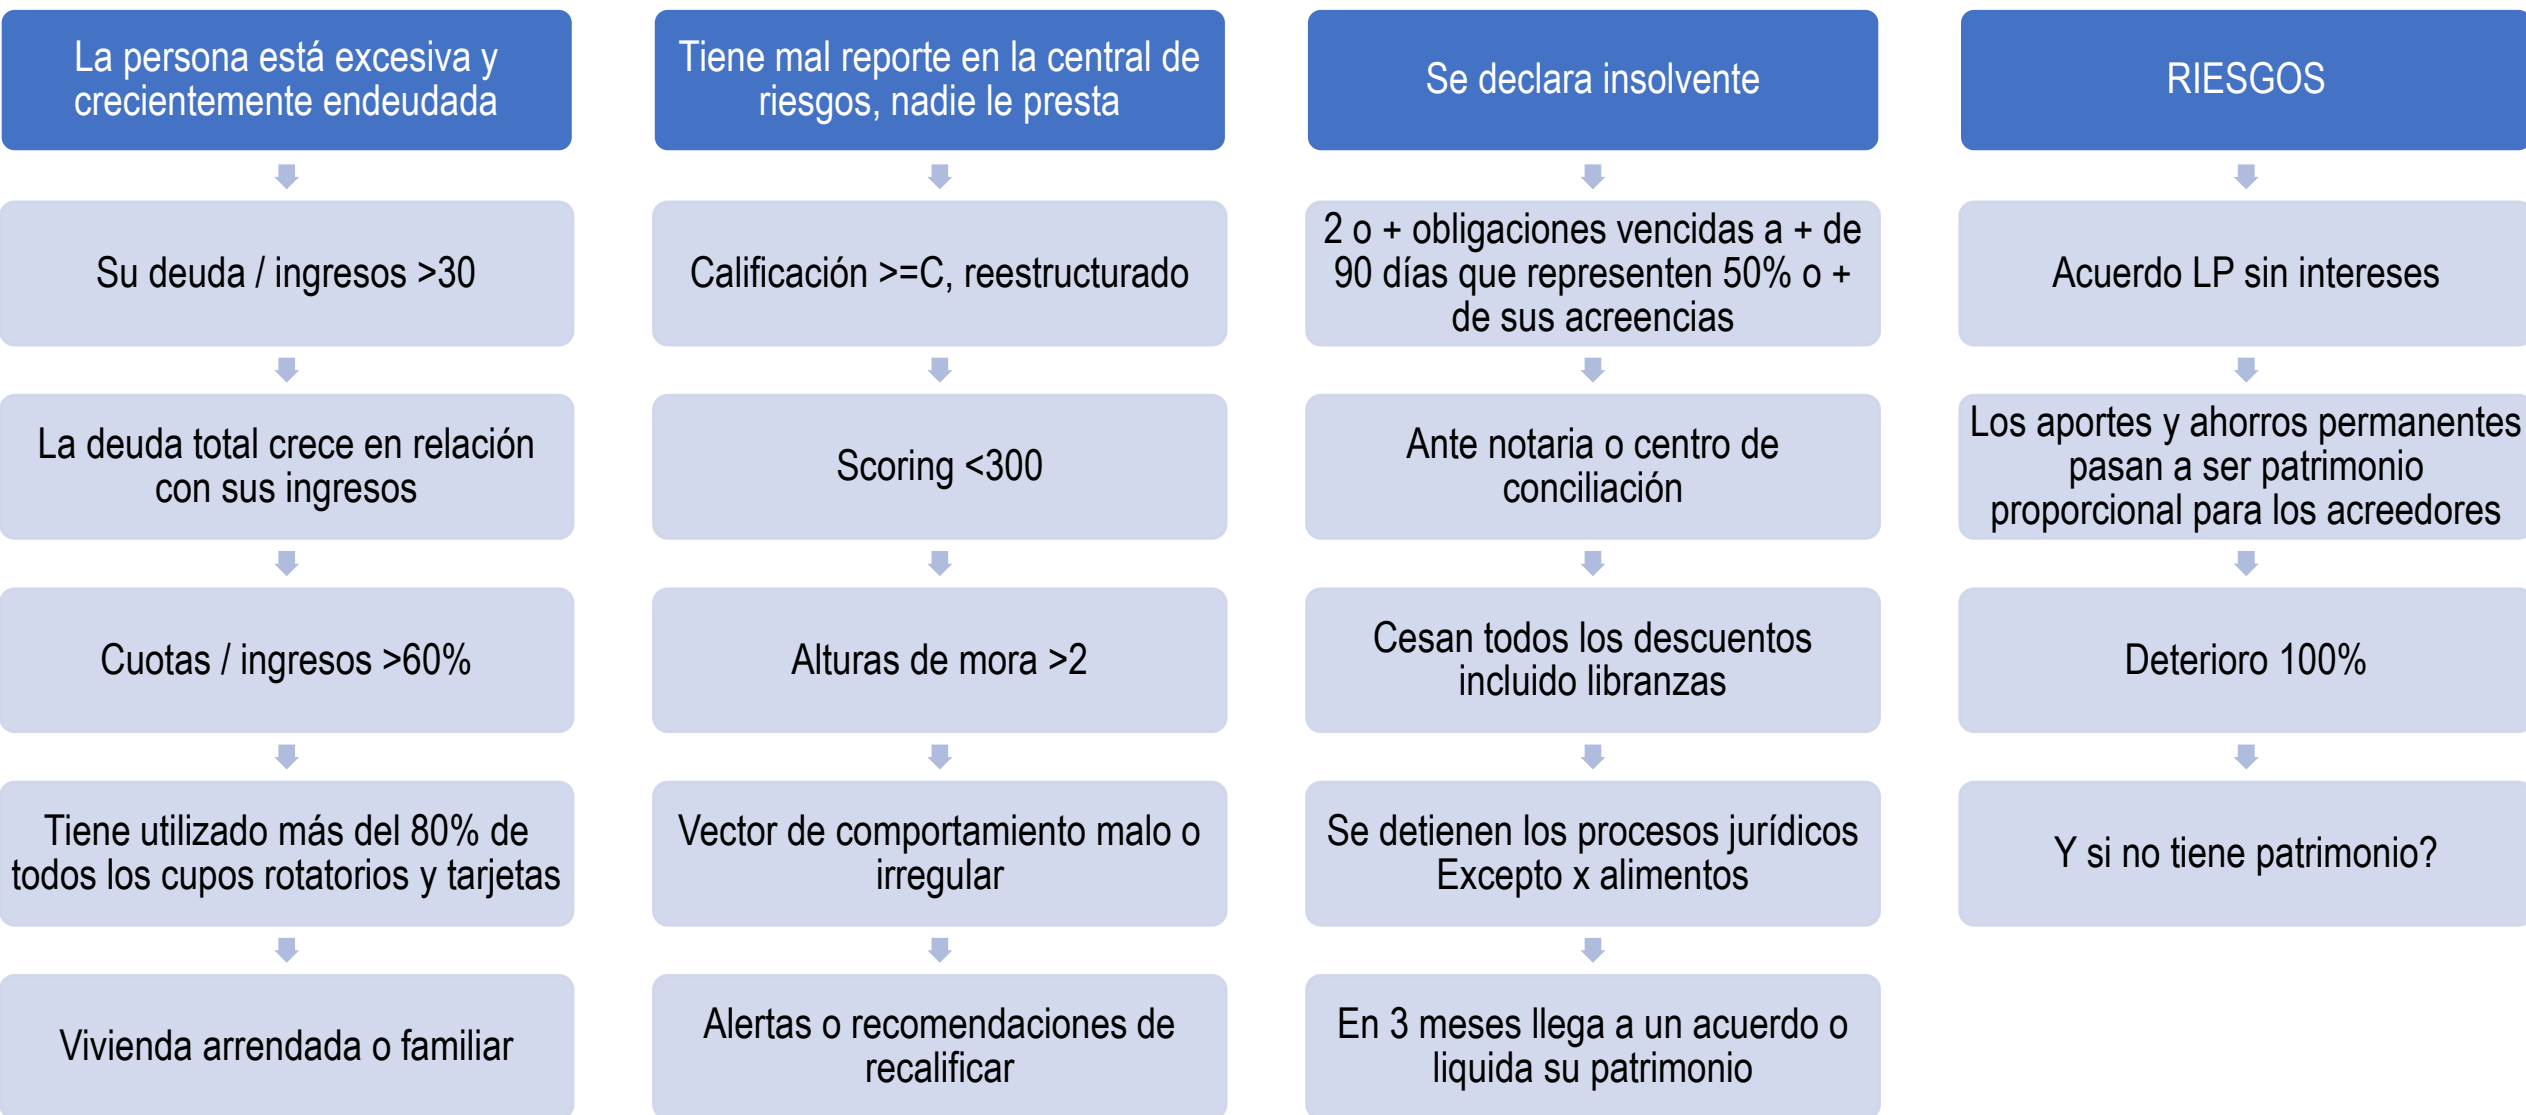 La persona está excesiva y
crecientemente endeudada
Su deuda / ingresos >30
La deuda total crece en relación
con sus ingresos
Cuotas / ingresos >60%
Tiene utilizado más del 80% de
todos los cupos rotatorios y tarjetas
Vivienda arrendada o familiar
Tiene mal reporte en la central de
riesgos, nadie le presta
Calificación >=C, reestructurado
Scoring <300
Alturas de mora >2
Vector de comportamiento malo o
irregular
Alertas o recomendaciones de
recalificar
Se declara insolvente
2 o + obligaciones vencidas a + de
90 días que representen 50% o +
de sus acreencias
Ante notaria o centro de
conciliación
Cesan todos los descuentos
incluido libranzas
Se detienen los procesos jurídicos
Excepto x alimentos
En 3 meses llega a un acuerdo o
liquida su patrimonio
RIESGOS
Acuerdo LP sin intereses
Los aportes y ahorros permanentes
pasan a ser patrimonio
proporcional para los acreedores
Deterioro 100%
Y si no tiene patrimonio?